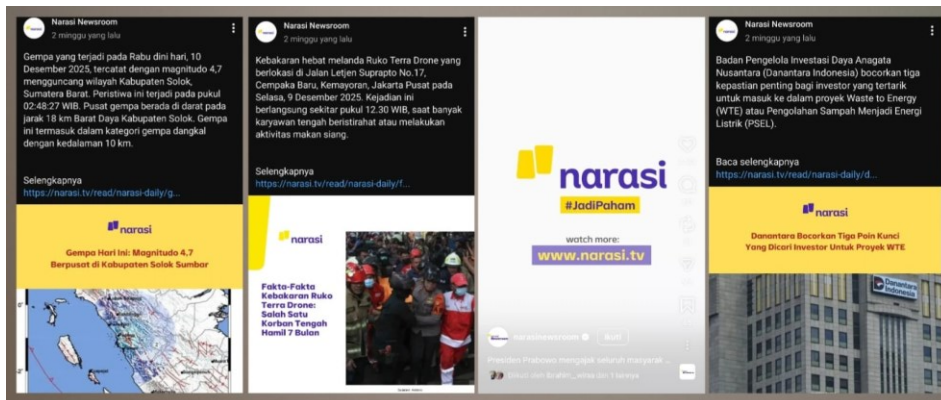 Narasi Newsroom
2 minggu yang lalu
Gempa yang terjadi pada Rabu dini hari, 10
Desember 2025, tercatat dengan magnitudo 4,7
mengguncang wilayah Kabupaten Solok,
Sumatera Barat. Peristiwa ini terjadi pada pukul
02:48:27 WIB. Pusat gempa berada di darat pada
jarak 18 km Barat Daya Kabupaten Solok. Gempa
ini termasuk dalam kategori gempa dangkal
dengan kedalaman 10 km.
Selengkapnya
https://narasi.tv/read/narasi-daily/g...
narasi
Gempa Hari Ini: Magnitudo 4,7
Berpusat di Kabupaten Solok Sumbar
Narasi Newsroom
2 minggu yang lalu
Kebakaran hebat melanda Ruko Terra Drone yang
berlokasi di Jalan Letjen Suprapto No.17,
Cempaka Baru, Kemayoran, Jakarta Pusat pada
Selasa, 9 Desember 2025. Kejadian ini
berlangsung sekitar pukul 12.30 WIB, saat banyak
karyawan tengah beristirahat atau melakukan
aktivitas makan siang.
Selengkapnya
https://narasi.tv/read/narasi-daily/f...
narasi
Fakta-Fakta
Kebakaran Ruko
Terra Drone:
Salah Satu
Korban Tengah
Hamil 7 Bulan
narasi
#JadiPaham
watch more:
www.narasi.tv
narasinewsroom
Ikuti
Presiden Prabowo mengajak seluruh masyarak ...
Narasi Newsroom
2 minggu yang lalu
Badan Pengelola Investasi Daya Anagata
Nusantara (Danantara Indonesia) bocorkan tiga
kepastian penting bagi investor yang tertarik
untuk masuk ke dalam proyek Waste to Energy
(WTE) atau Pengolahan Sampah Menjadi Energi
Listrik (PSEL).
Baca selengkapnya
https://narasi.tv/read/narasi-daily/d...
narasi
Danantara Bocorkan Tiga Poin Kunci
Yang Dicari Investor Untuk Proyek WTE
Danantara
Indonesia